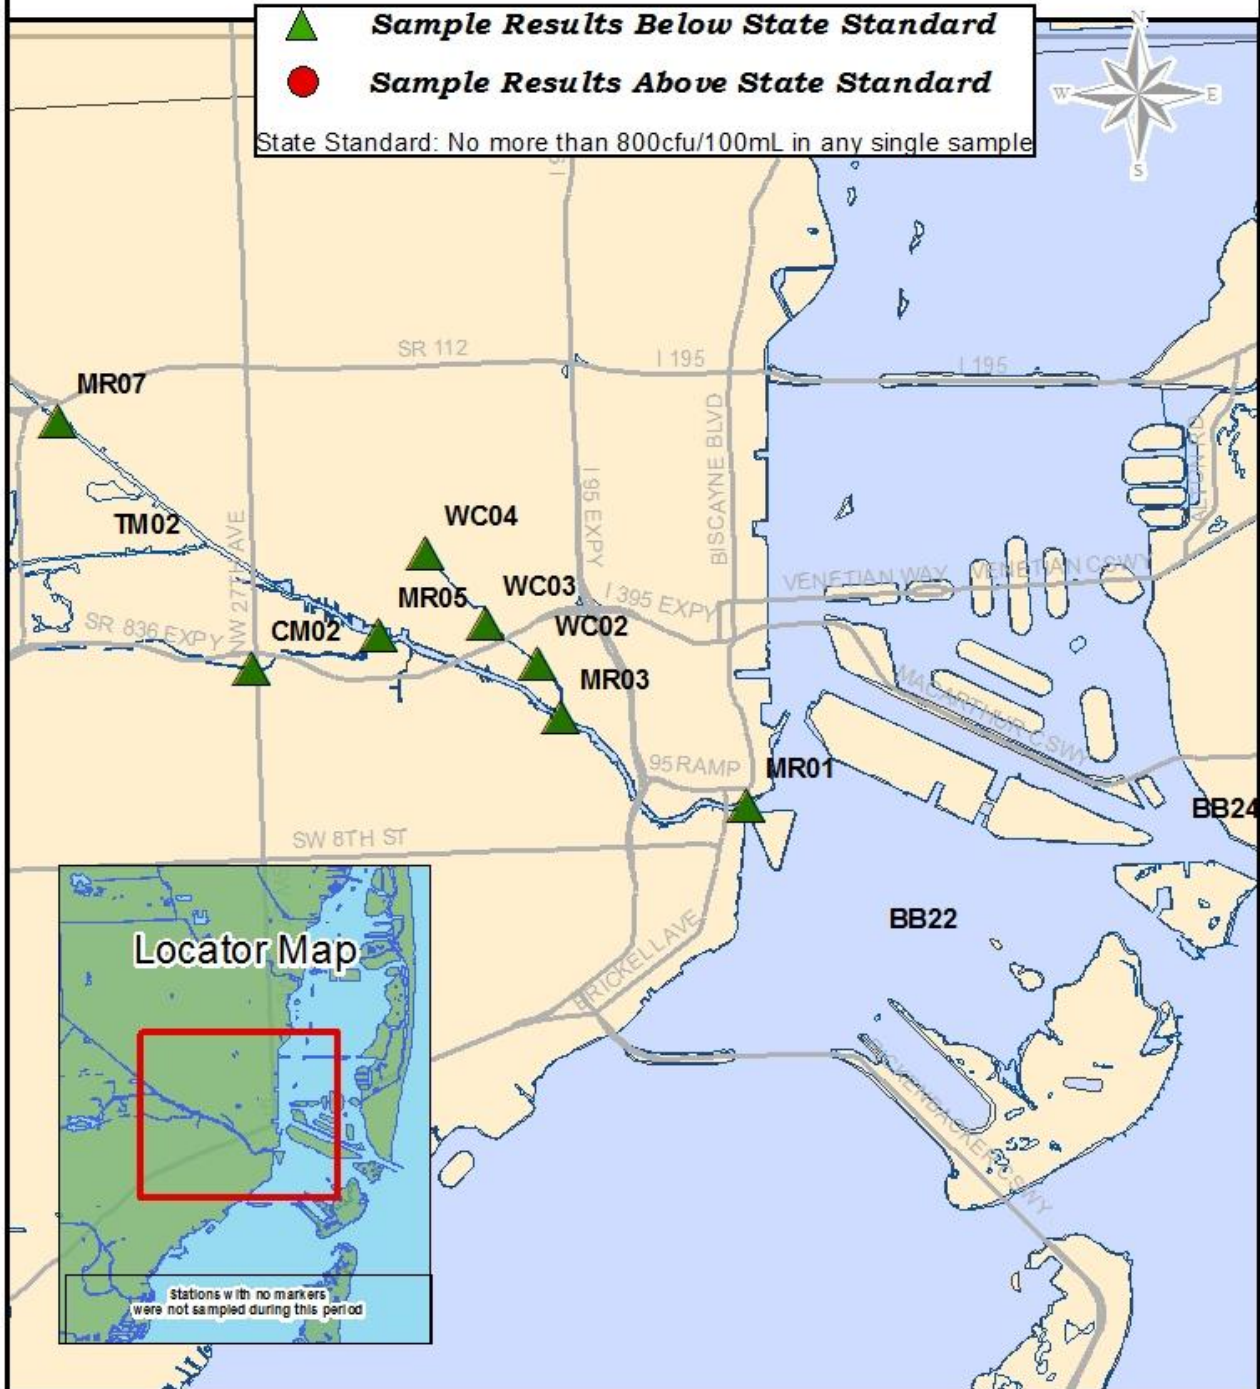 Sample Results Below State Standard
Sample Results Above State Standard
State Standard: No more than 800cfu/100mL in any single sample
N
W
E
S
SR 112
I 195
I 195
MR07
BISCAYNE BLVD
ALTON RD
I 95 EXPY
TM02
NW 27TH AVE
WC04
VENETIAN WAY
VENETIAN CSWY
MR05
WC03
I 395 EXPY
SR 836 EXPY
CM02
WC02
MR03
MACARTHUR CSWY
95 RAMP
MR01
BB24
SW 8TH ST
BB22
BRICKELL AVE
Locator Map
RICKENBACKER CSWY
Stations with no markers
were not sampled during this period